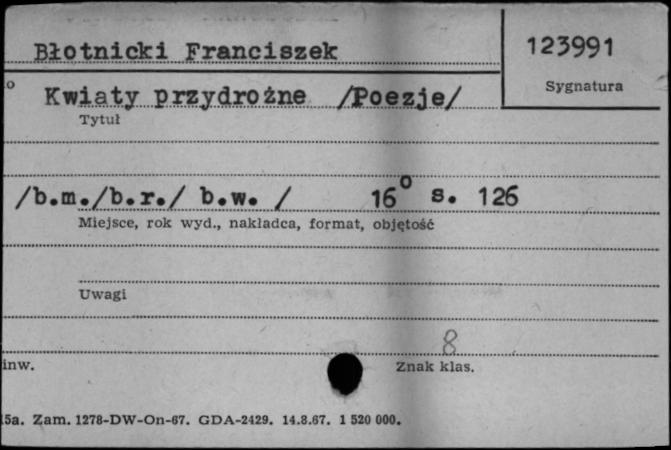 Błotnicki Franciszek
123991
Sygnatura
o Kwiaty przydrożne /Poezje/
Tytuł
/b.m./b.r./ b.w. / 16° s. 126
Miejsce, rok wyd., nakładca, format, objętość
Uwagi
8
inw. Znak klas.
5a. Zam. 1278-DW-On-67. GDA-2429. 14.8.67. 1 520 000.